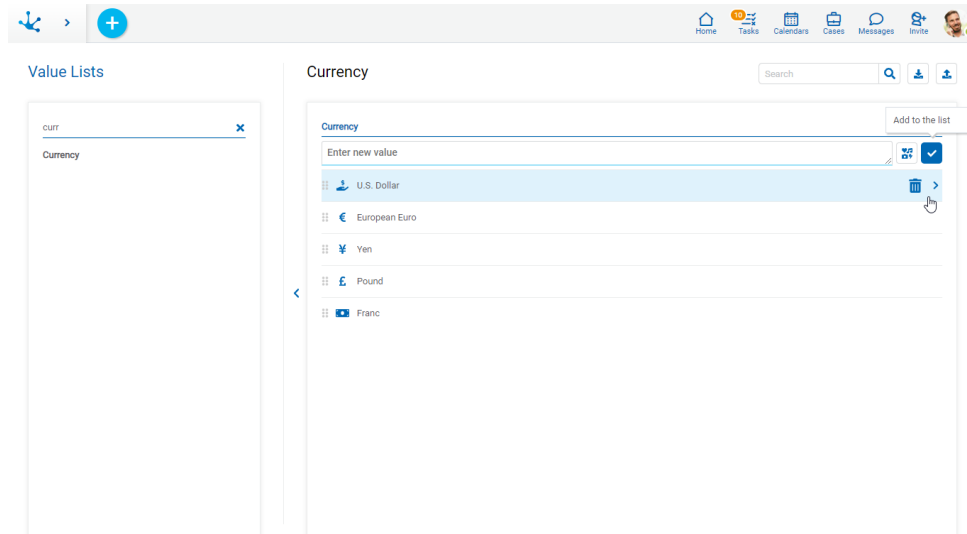 10
Home
Tasks
Calendars
Cases
Messages
Invite
Value Lists
Currency
Search
curr
Currency
Currency
Add to the list
Enter new value
U.S. Dollar
European Euro
Yen
Pound
Franc